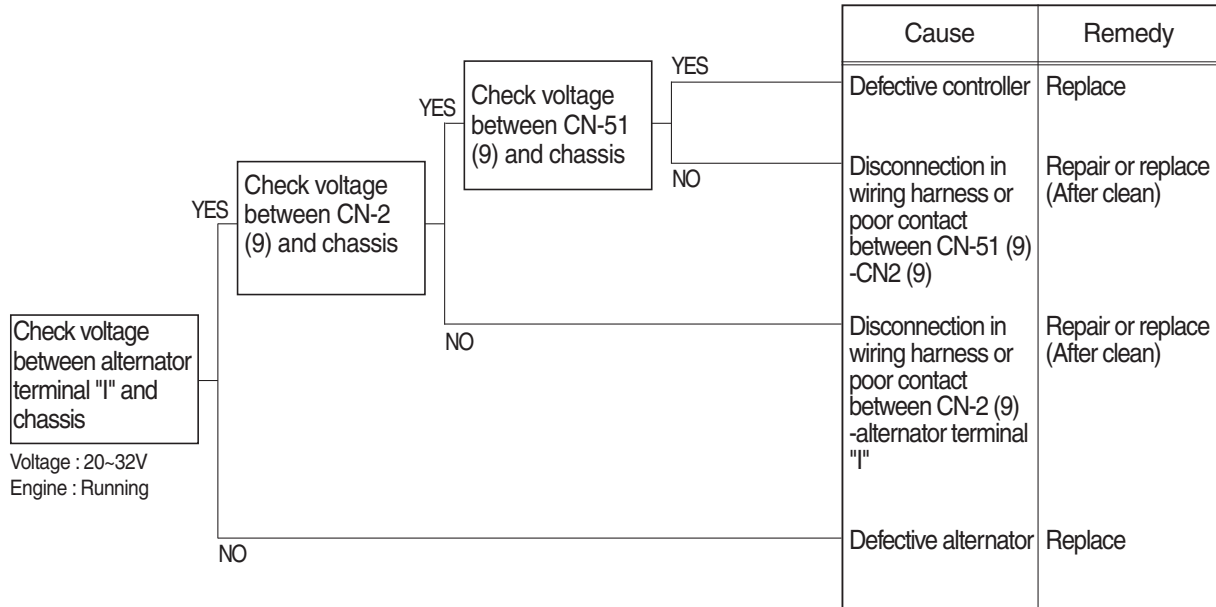 Cause
Remedy
YES
Defective controller
Replace
Check voltage
between CN-51
(9) and chassis
YES
NO
Disconnection in
wiring harness or
poor contact
between CN-51 (9)
-CN2 (9)
Repair or replace
(After clean)
Check voltage
between CN-2
(9) and chassis
YES
NO
Disconnection in
wiring harness or
poor contact
between CN-2 (9)
-alternator terminal
"I"
Repair or replace
(After clean)
Check voltage
between alternator
terminal "I" and
chassis
Voltage : 20~32V
Engine : Running
NO
Defective alternator
Replace